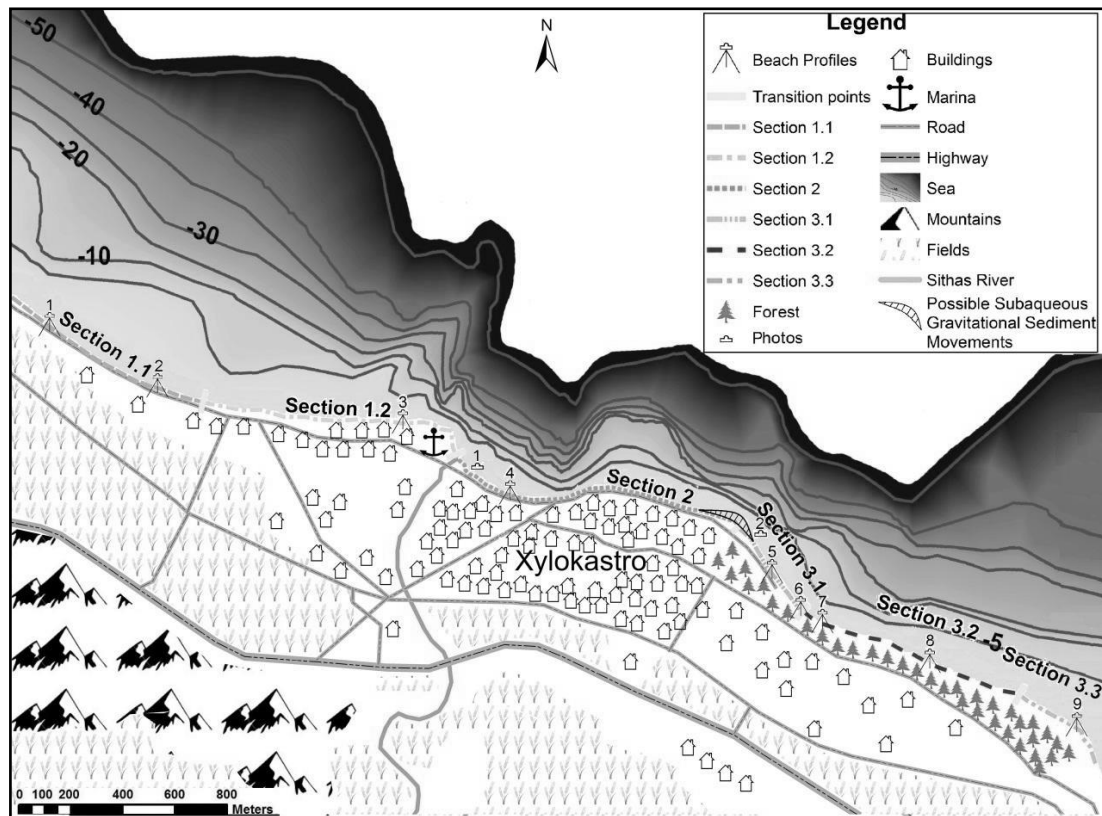 -50
-40
-20
-30
-10
N
Legend
Beach Profiles
Transition points
Section 1.1
Section 1.2
Section 2
Section 3.1
Section 3.2
Section 3.3
Forest
Photos
Buildings
Marina
Road
Highway
Sea
Mountains
Fields
Sithas River
Possible Subaqueous
Gravitational Sediment
Movements
1
Section 1.1
2
Section 1.2
3
1
4
Section 2
2
Section 3.1
5
6
7
Xylokastro
Section 3.2
-5
Section 3.3
8
9
0 100 200 400 600 800
Meters